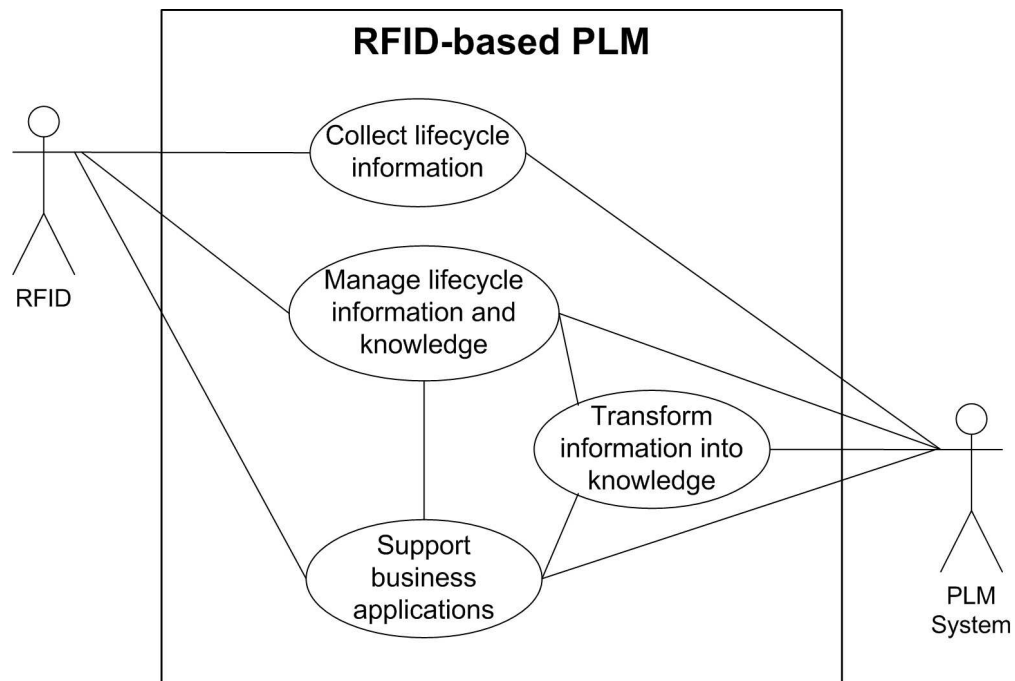 RFID-based PLM
Collect lifecycle
information
RFID
Manage lifecycle
information and
knowledge
Transform
information into
knowledge
Support
business
applications
PLM
System